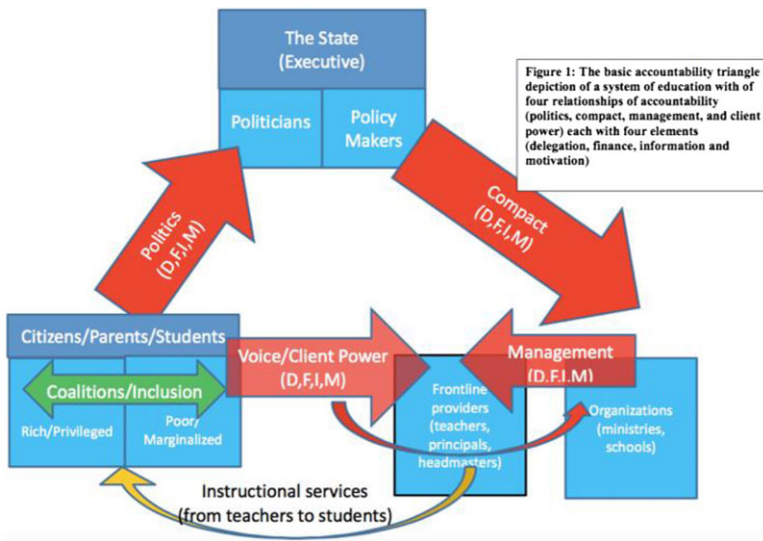 The State
(Executive)
Politicians
Policy
Makers
Figure 1: The basic accountability triangle
depiction of a system of education with of
four relationships of accountability
(politics, compact, management, and client
power) each with four elements
(delegation, finance, information and
motivation)
Politics
(D,F,I,M)
Compact
(D,F,I,M)
Citizens/Parents/Students
Coalitions/Inclusion
Rich/Privileged
Poor/
Marginalized
Voice/Client Power
(D,F,I,M)
Management
(D,F,I,M)
Frontline
providers
(teachers,
principals,
headmasters)
Organizations
(ministries,
schools)
Instructional services
(from teachers to students)